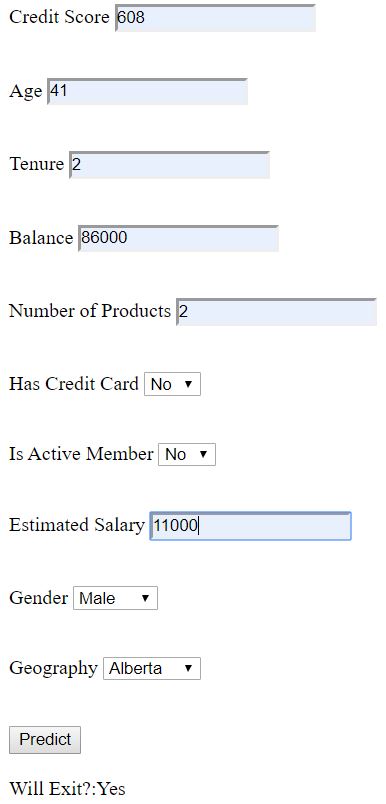 Credit Score 608
Age 41
Tenure 2
Balance 86000
Number of Products 2
Has Credit Card No
Is Active Member No
Estimated Salary 11000
Gender Male
Geography Alberta
Predict
Will Exit?:Yes